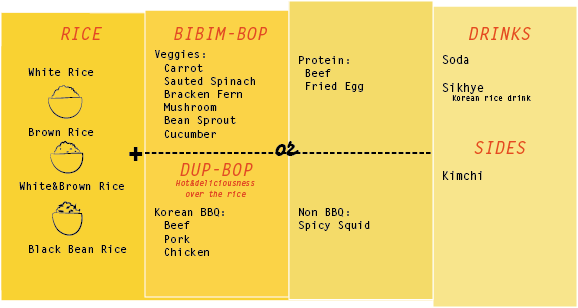 RICE
White Rice
Brown Rice
White&Brown Rice
Black Bean Rice
+
BIBIM-BOP
Veggies:
Carrot
Sauted Spinach
Bracken Fern
Mushroom
Bean Sprout
Cucumber
Protein:
Beef
Fried Egg
or
DUP-BOP
Hot&deliciousness
over the rice
Korean BBQ:
Beef
Pork
Chicken
Non BBQ:
Spicy Squid
DRINKS
Soda
Sikhye
Korean rice drink
SIDES
Kimchi